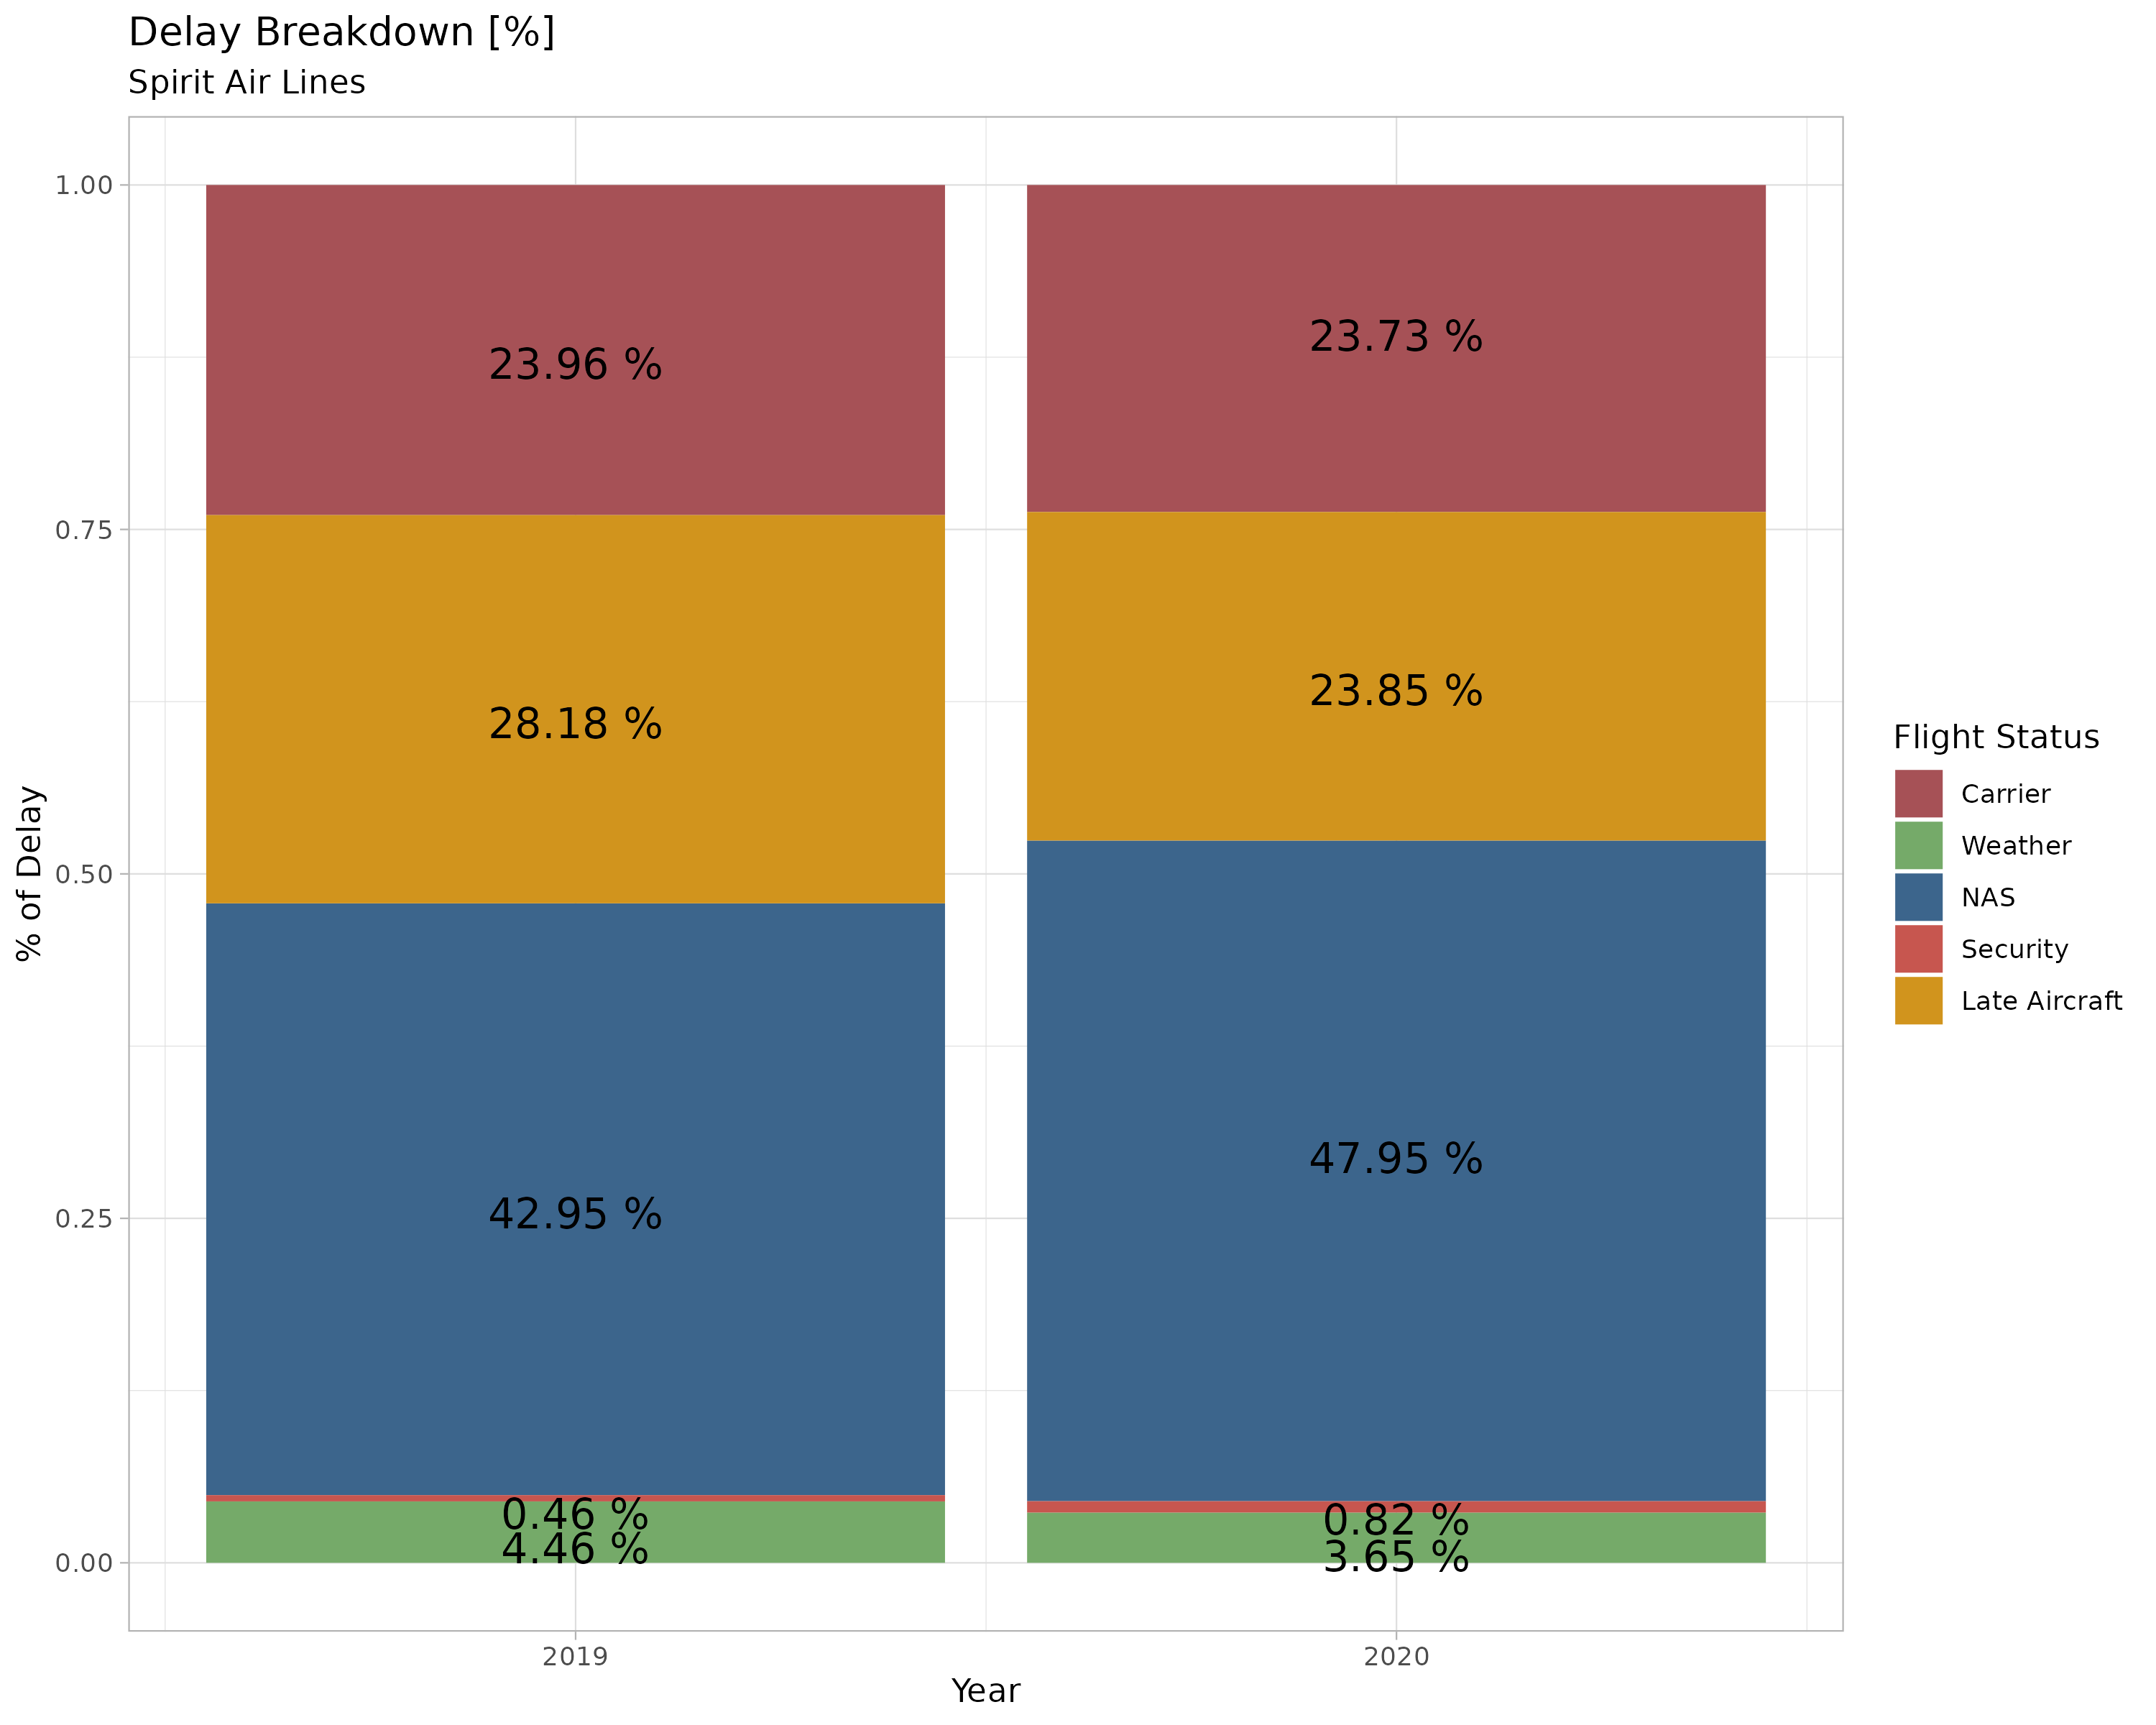 Delay Breakdown [%]
Spirit Air Lines
% of Delay
1.00
0.75
0.50
0.25
0.00
23.96 %
28.18 %
42.95 %
0.46 %
4.46 %
23.73 %
23.85 %
47.95 %
0.82 %
3.65 %
2019
2020
Year
Flight Status
Carrier
Weather
NAS
Security
Late Aircraft